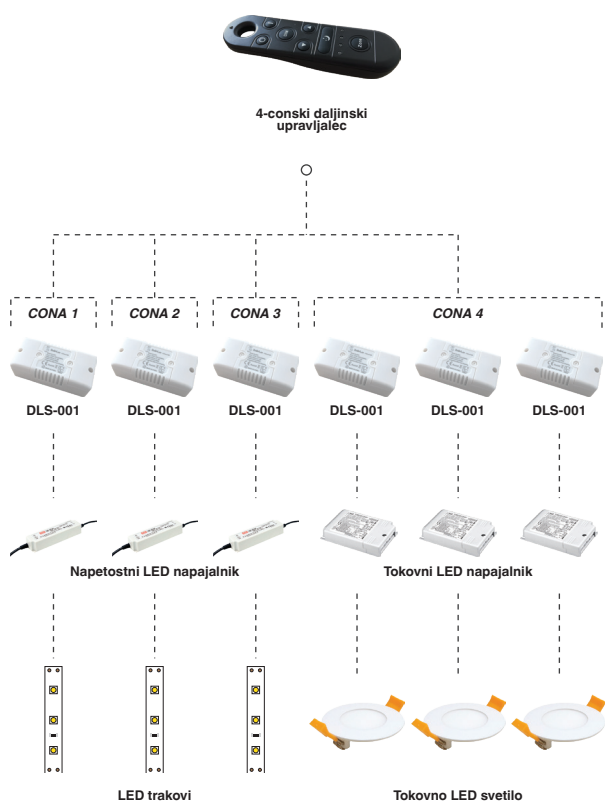 4-conski daljinski
upravljalec
CONA 1
CONA 2
CONA 3
CONA 4
DLS-001
DLS-001
DLS-001
DLS-001
DLS-001
DLS-001
Napetostni LED napajalnik
Tokovni LED napajalnik
LED trakovi
Tokovno LED svetilo